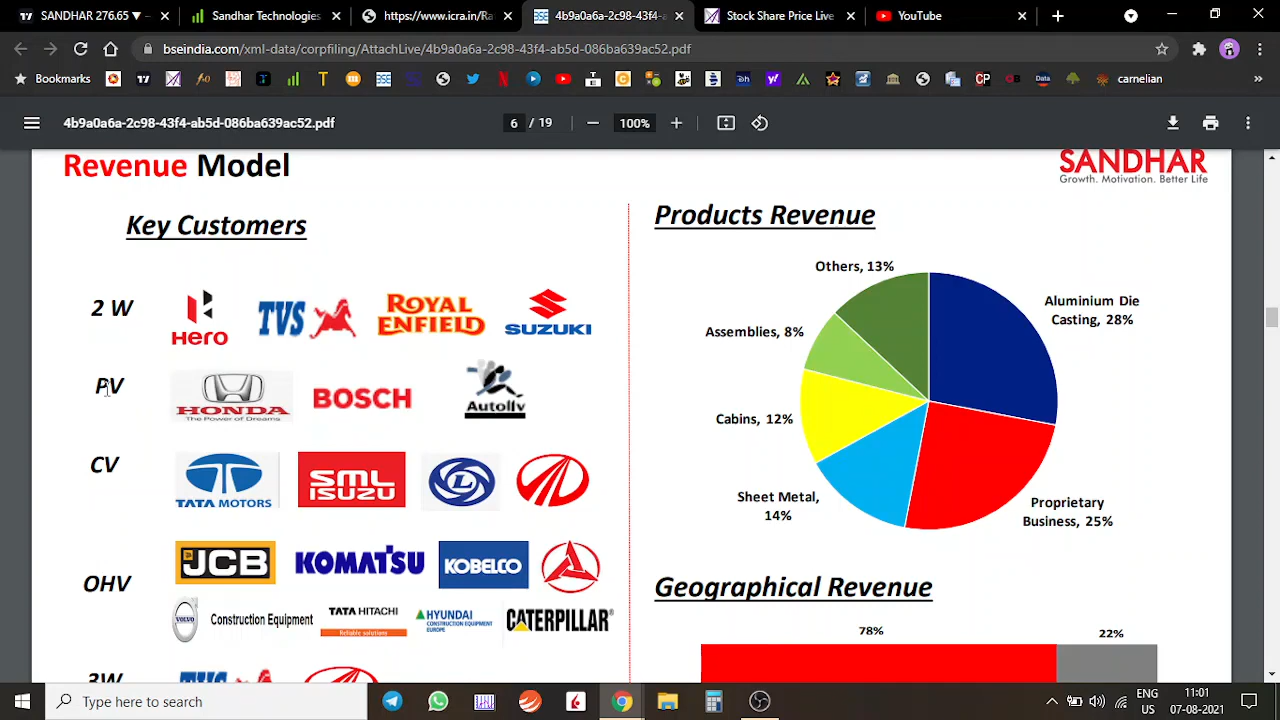 SANDHAR 276.65 ▼
Sandhar Technologies
https://www.icra.in/Ra
4b9a0a6a-2c98-43f4-a
Stock Share Price Live
YouTube
bseindia.com/xml-data/corpfiling/AttachLive/4b9a0a6a-2c98-43f4-ab5d-086ba639ac52.pdf
Bookmarks
carnelian
4b9a0a6a-2c98-43f4-ab5d-086ba639ac52.pdf
6 / 19
100%
Revenue Model
SANDHAR
Growth. Motivation. Better Life
Key Customers
2 W
Hero
TVS
ROYAL
ENFIELD
SUZUKI
PV
HONDA
The Power of Dreams
BOSCH
Autoliv
CV
TATA MOTORS
SML
ISUZU
OHV
JCB
KOMATSU
KOBELCO
VOLVO
Construction Equipment
TATA HITACHI
Reliable solutions
HYUNDAI
CONSTRUCTION EQUIPMENT
EUROPE
CATERPILLAR®
3W
TVS
Products Revenue
Others, 13%
Aluminium Die
Casting, 28%
Assemblies, 8%
Cabins, 12%
Sheet Metal,
14%
Proprietary
Business, 25%
Geographical Revenue
78%
22%
Type here to search
ENG
US
11:01
07-08-2021